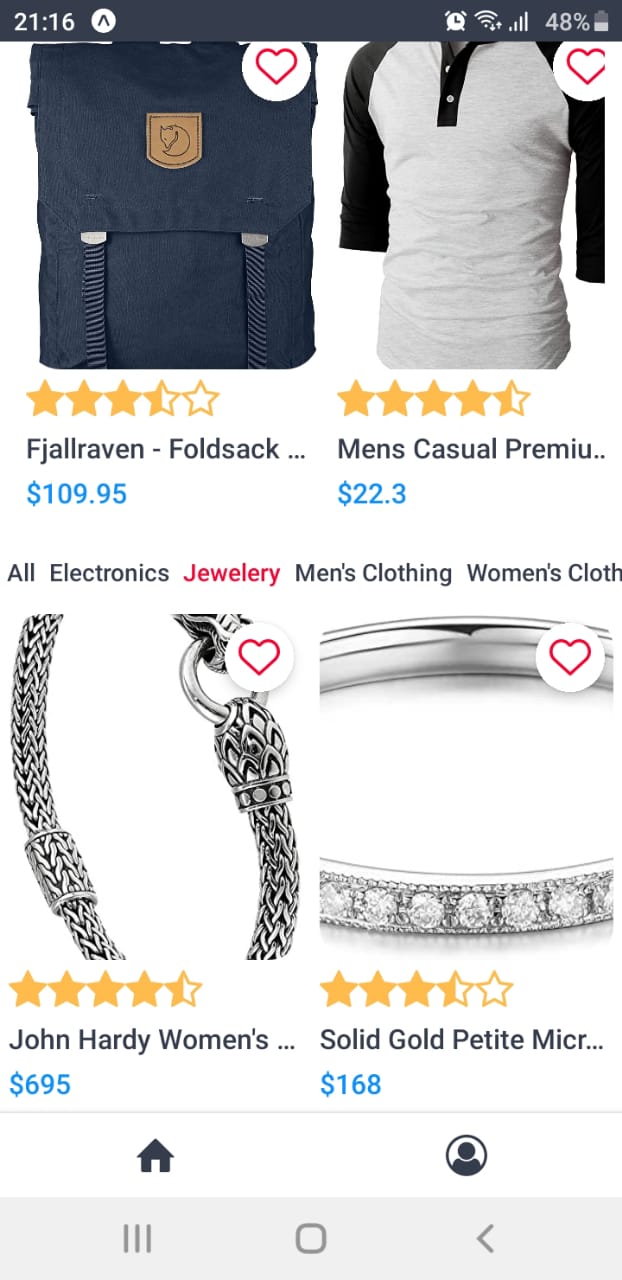 21:16
48%
Fjallraven - Foldsack ...
Mens Casual Premiu..
$109.95
$22.3
All Electronics Jewelery Men's Clothing Women's Cloth
John Hardy Women's ...
Solid Gold Petite Micr...
$695
$168